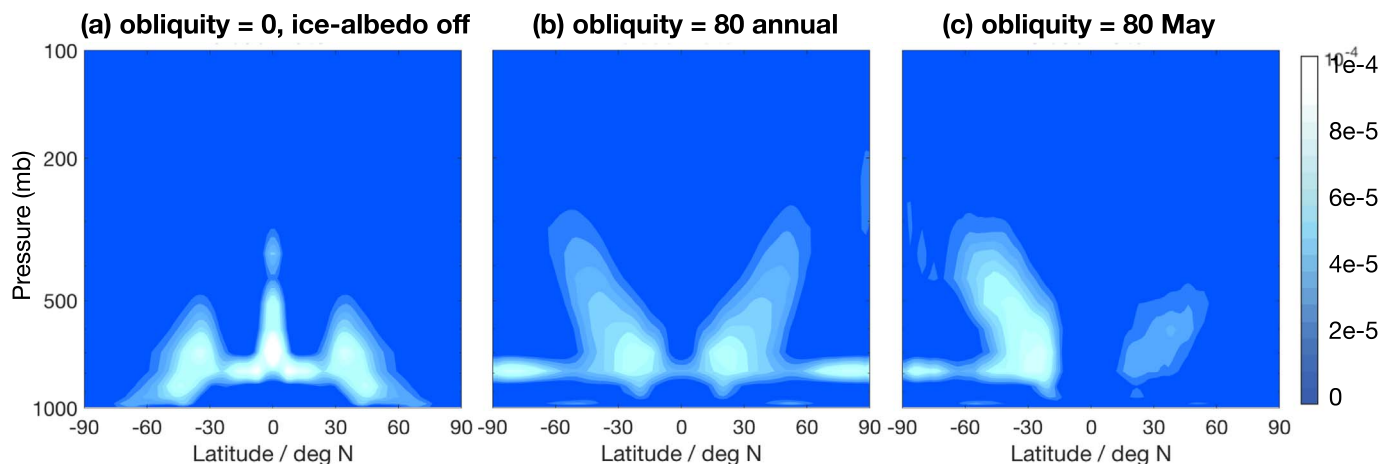 (a) obliquity = 0, ice-albedo off
(b) obliquity = 80 annual
(c) obliquity = 80 May
Pressure (mb)
100
200
500
1000
-90 -60 -30 0 30 60 90
-90 -60 -30 0 30 60 90
-90 -60 -30 0 30 60 90
Latitude / deg N
Latitude / deg N
Latitude / deg N
10-4
1e-4
8e-5
6e-5
4e-5
2e-5
0